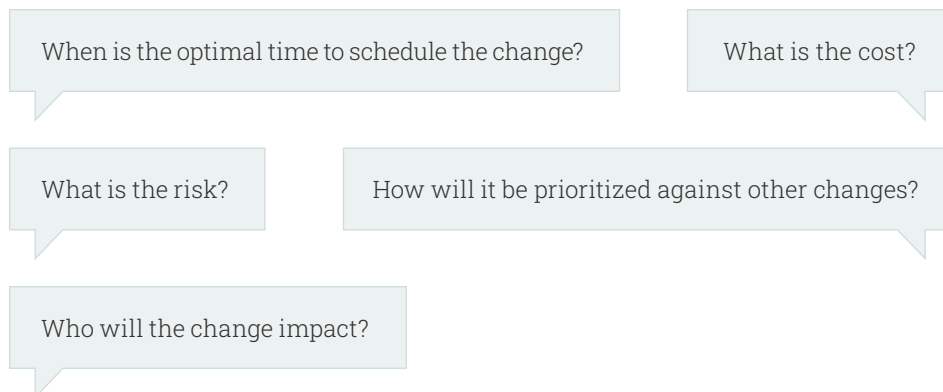 When is the optimal time to schedule the change?
What is the cost?
What is the risk?
How will it be prioritized against other changes?
Who will the change impact?